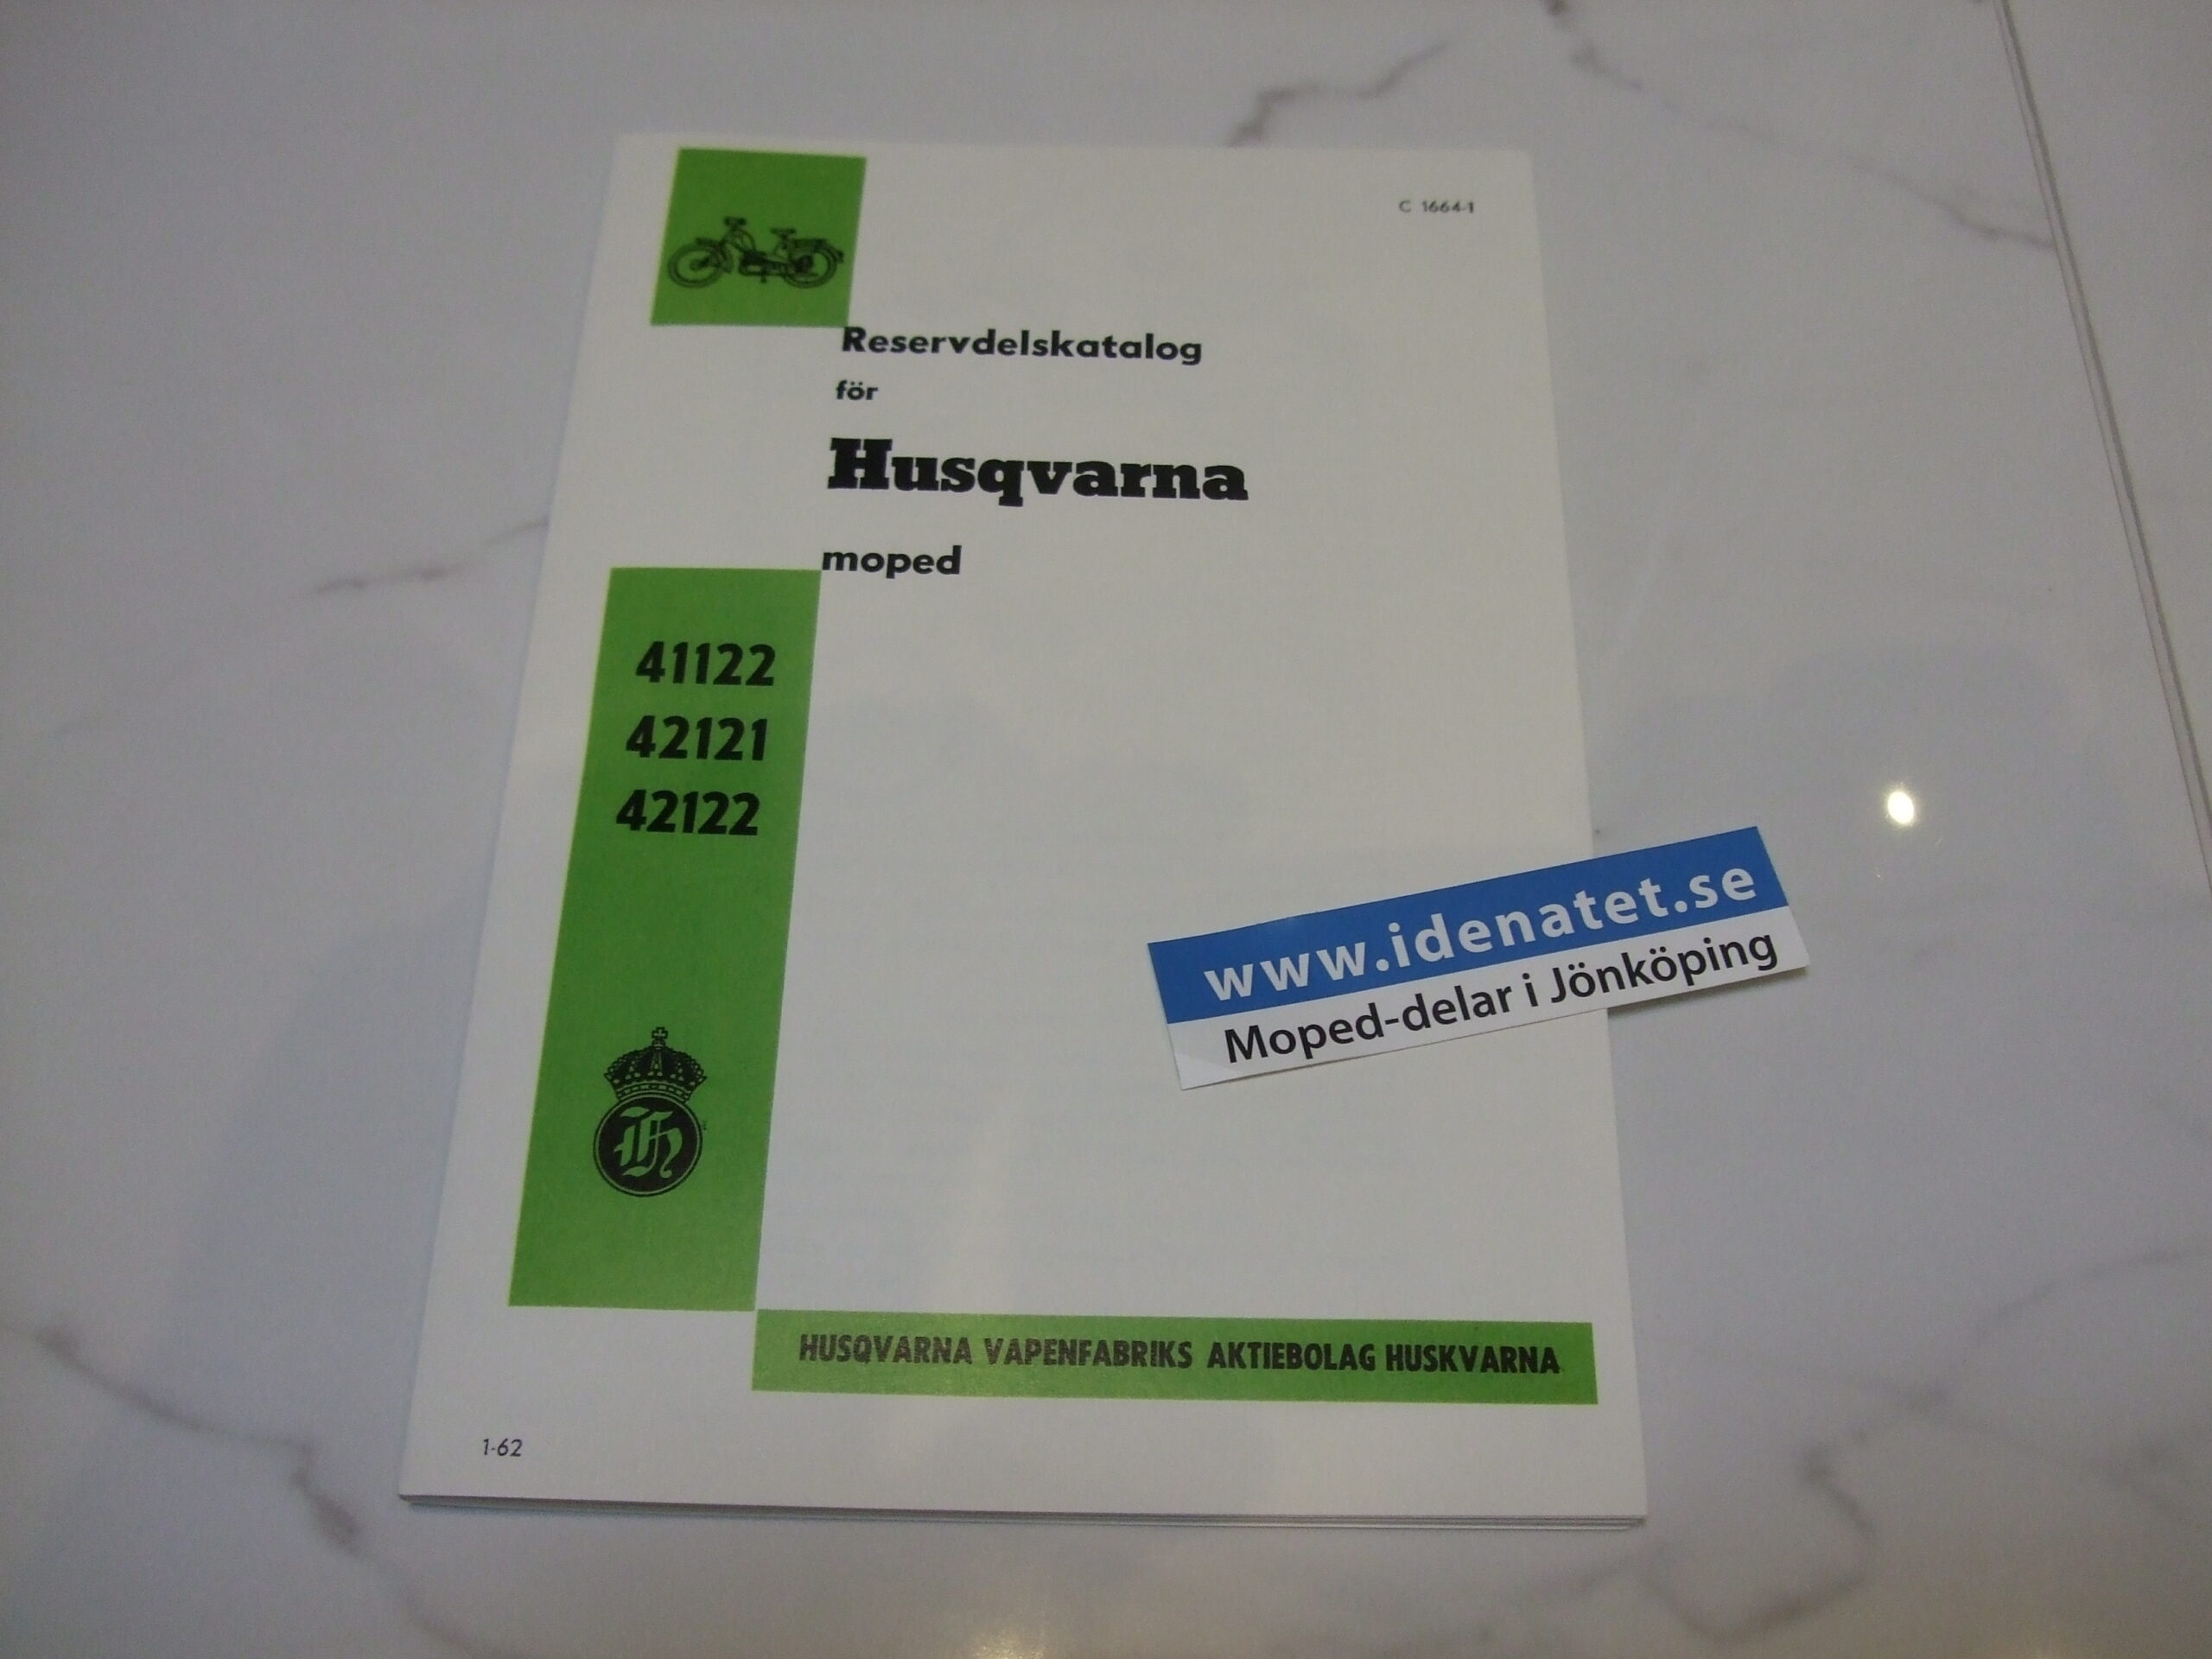 C 1664-1
Reservdelskatalog
för
Husqvarna
moped
41122
42121
42122
www.idenatet.se
Moped-delar i Jönköping
H
HUSQVARNA VAPENFABRIKS AKTIEBOLAG HUSKVARNA
1-62